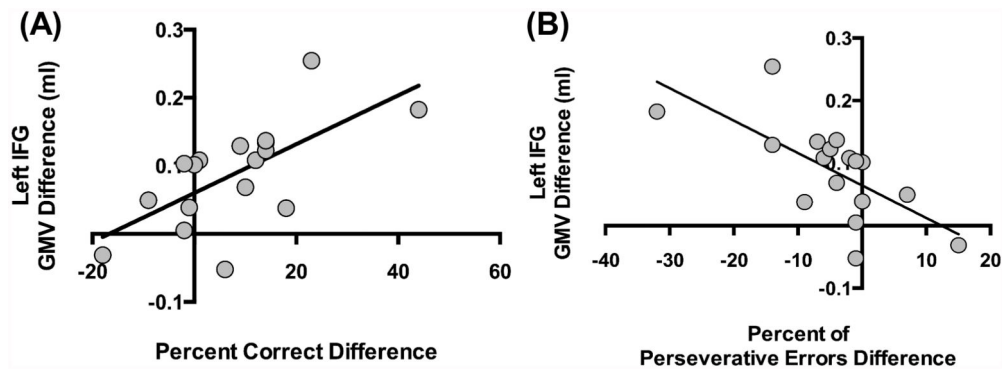 (A)
Left IFG
GMV Difference (ml)
0.3
0.2
0.1
-0.1
-20
20
40
60
Percent Correct Difference
(B)
Left IFG
GMV Difference (ml)
0.3
0.2
0.1
-0.1
-40
-30
-20
-10
10
20
Percent of
Perseverative Errors Difference